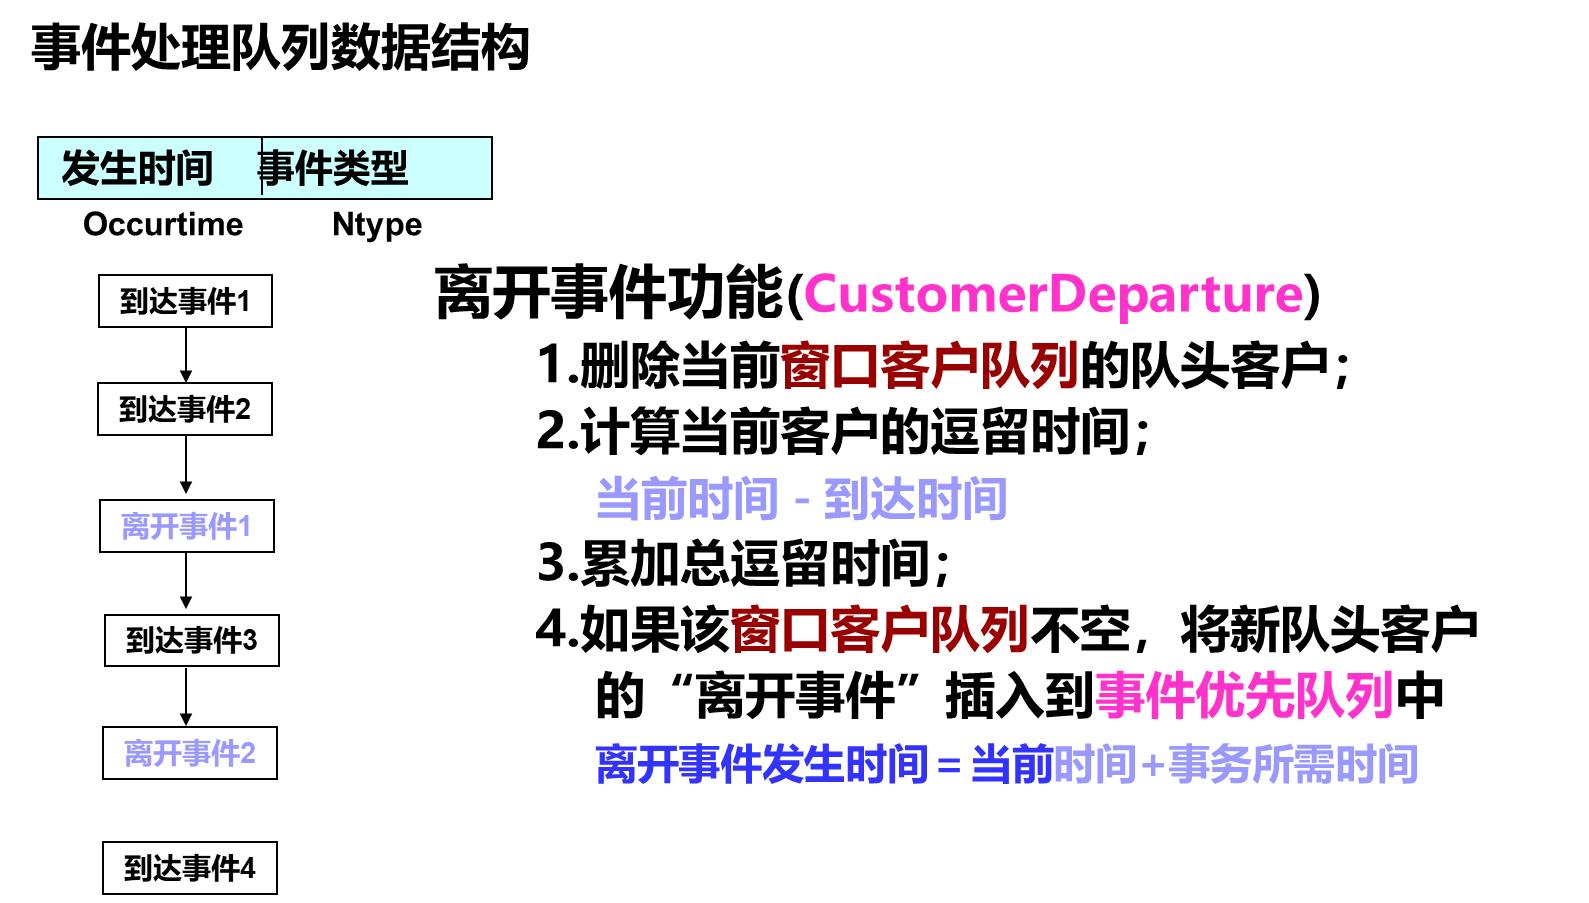 事件处理队列数据结构
发生时间 事件类型
Occurtime Ntype
到达事件1
到达事件2
离开事件1
到达事件3
离开事件2
到达事件4
离开事件功能(CustomerDeparture)
1.删除当前窗口客户队列的队头客户；
2.计算当前客户的逗留时间；
当前时间 - 到达时间
3.累加总逗留时间；
4.如果该窗口客户队列不空，将新队头客户
的“离开事件”插入到事件优先队列中
离开事件发生时间 = 当前时间+事务所需时间